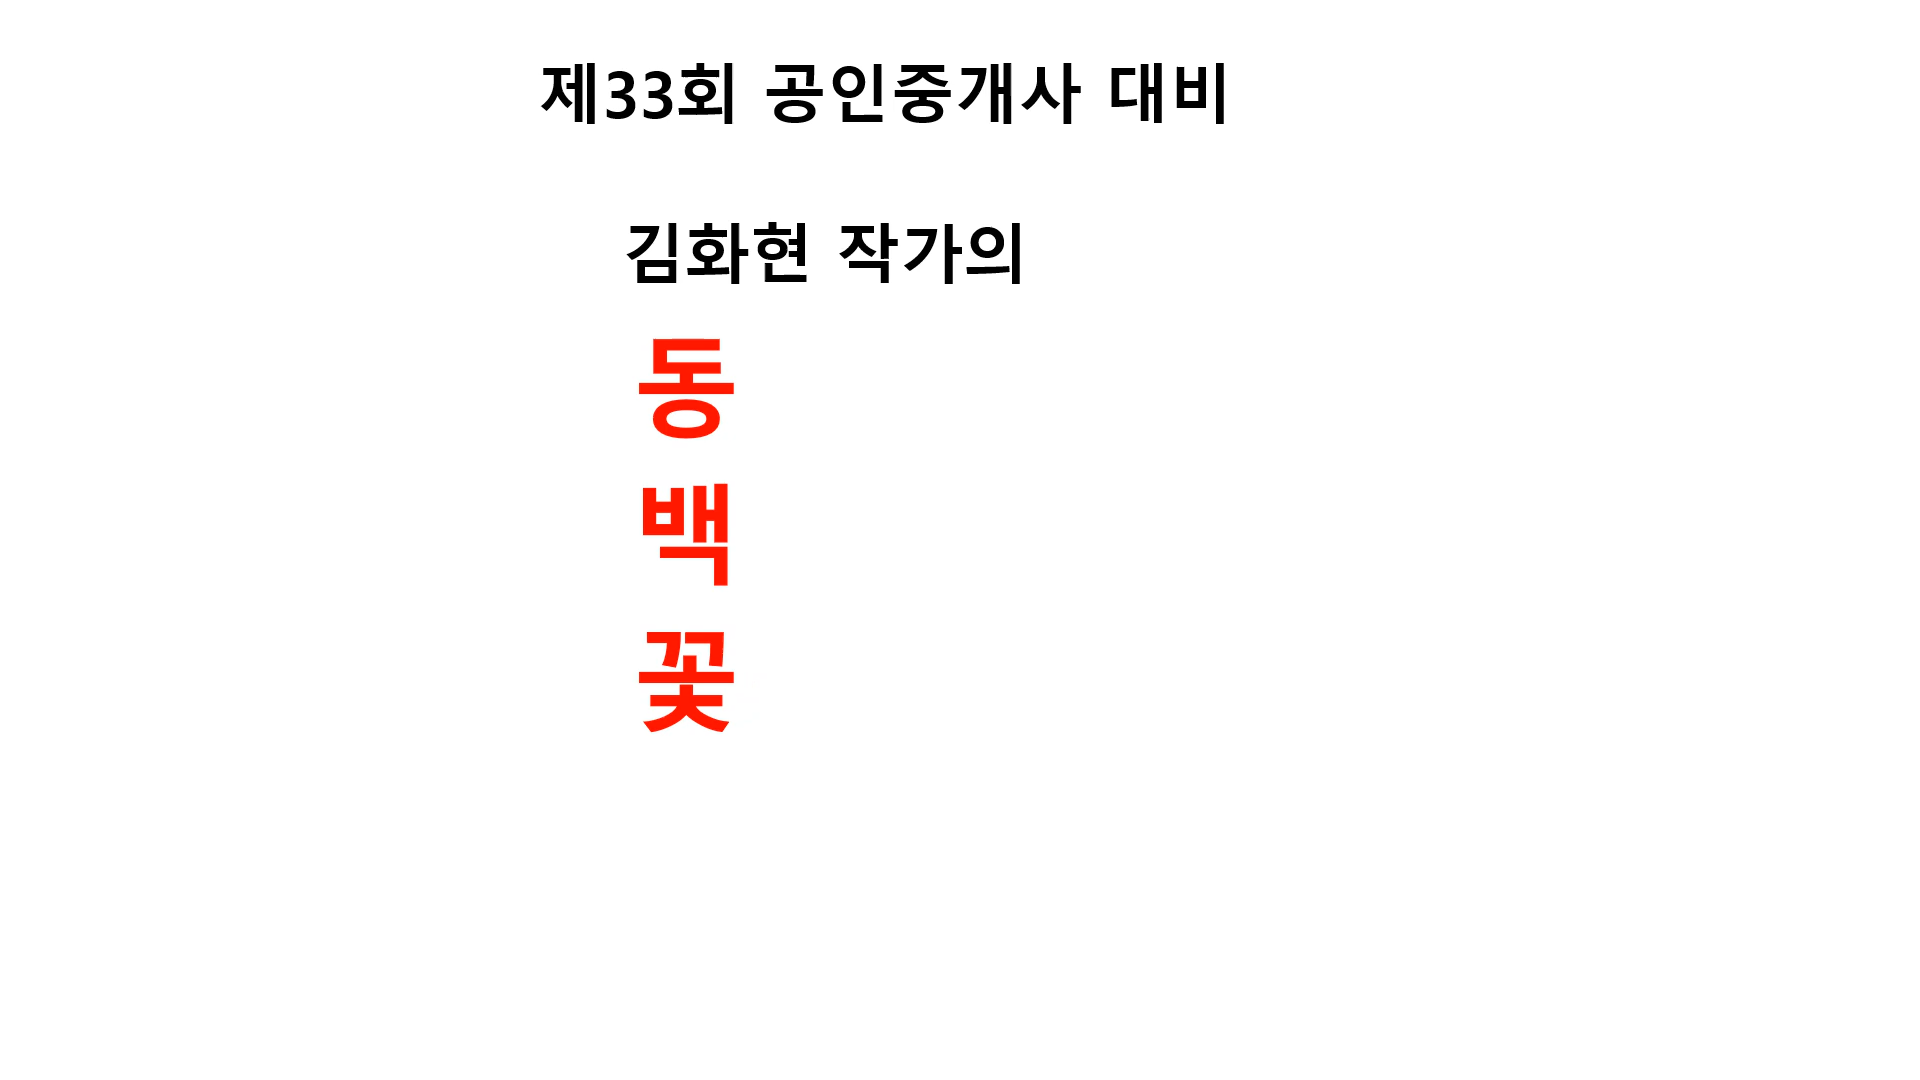 제33회 공인중개사 대비
김화현 작가의
동
백
꽃